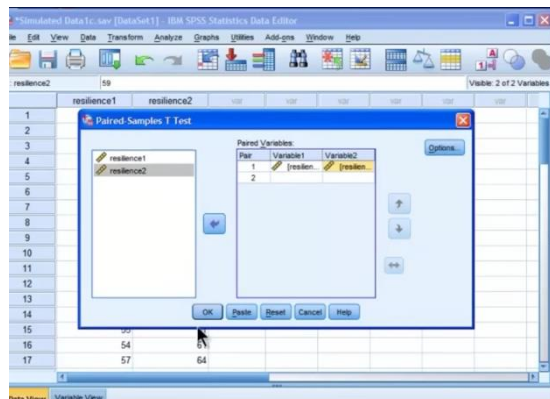 *Simulated Data1c.sav [DataSet1] - IBM SPSS Statistics Data Editor
Edit View Data Transform Analyze Graphs Utilities Add-ons Window Help
resilience2 59 Visible: 2 of 2 Variables
resilience1 resilience2 var var var var var var
1
2
3
4
5
6
7
8
9
10
11
12
13
14
15
16 54 61
17 57 64
Paired-Samples T Test
resilience1
resilience2
Paired Variables:
Pair Variable1 Variable2
1 [resilien... [resilien...
2
Options...
OK Paste Reset Cancel Help
Data View Variable View